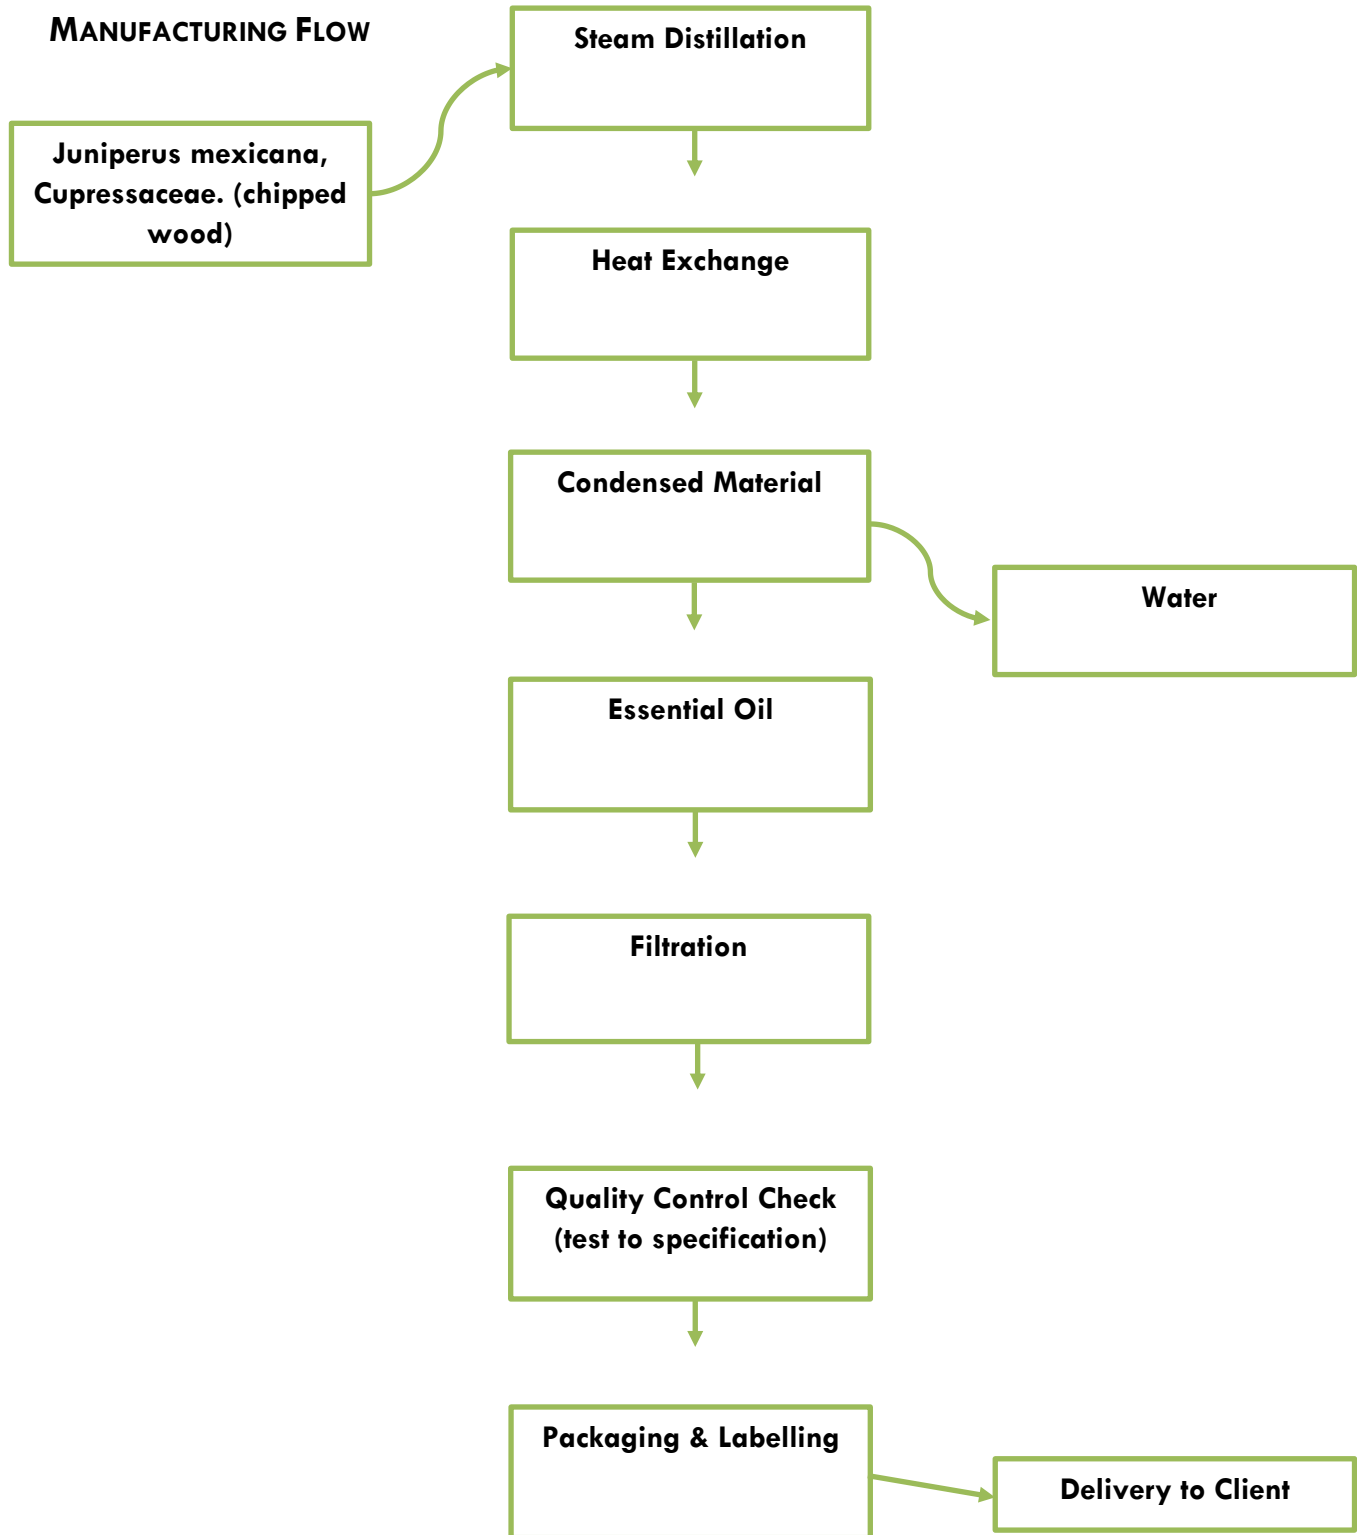 MANUFACTURING FLOW
Steam Distillation
Juniperus mexicana,
Cupressaceae. (chipped
wood)
Heat Exchange
Condensed Material
Water
Essential Oil
Filtration
Quality Control Check
(test to specification)
Packaging & Labelling
Delivery to Client